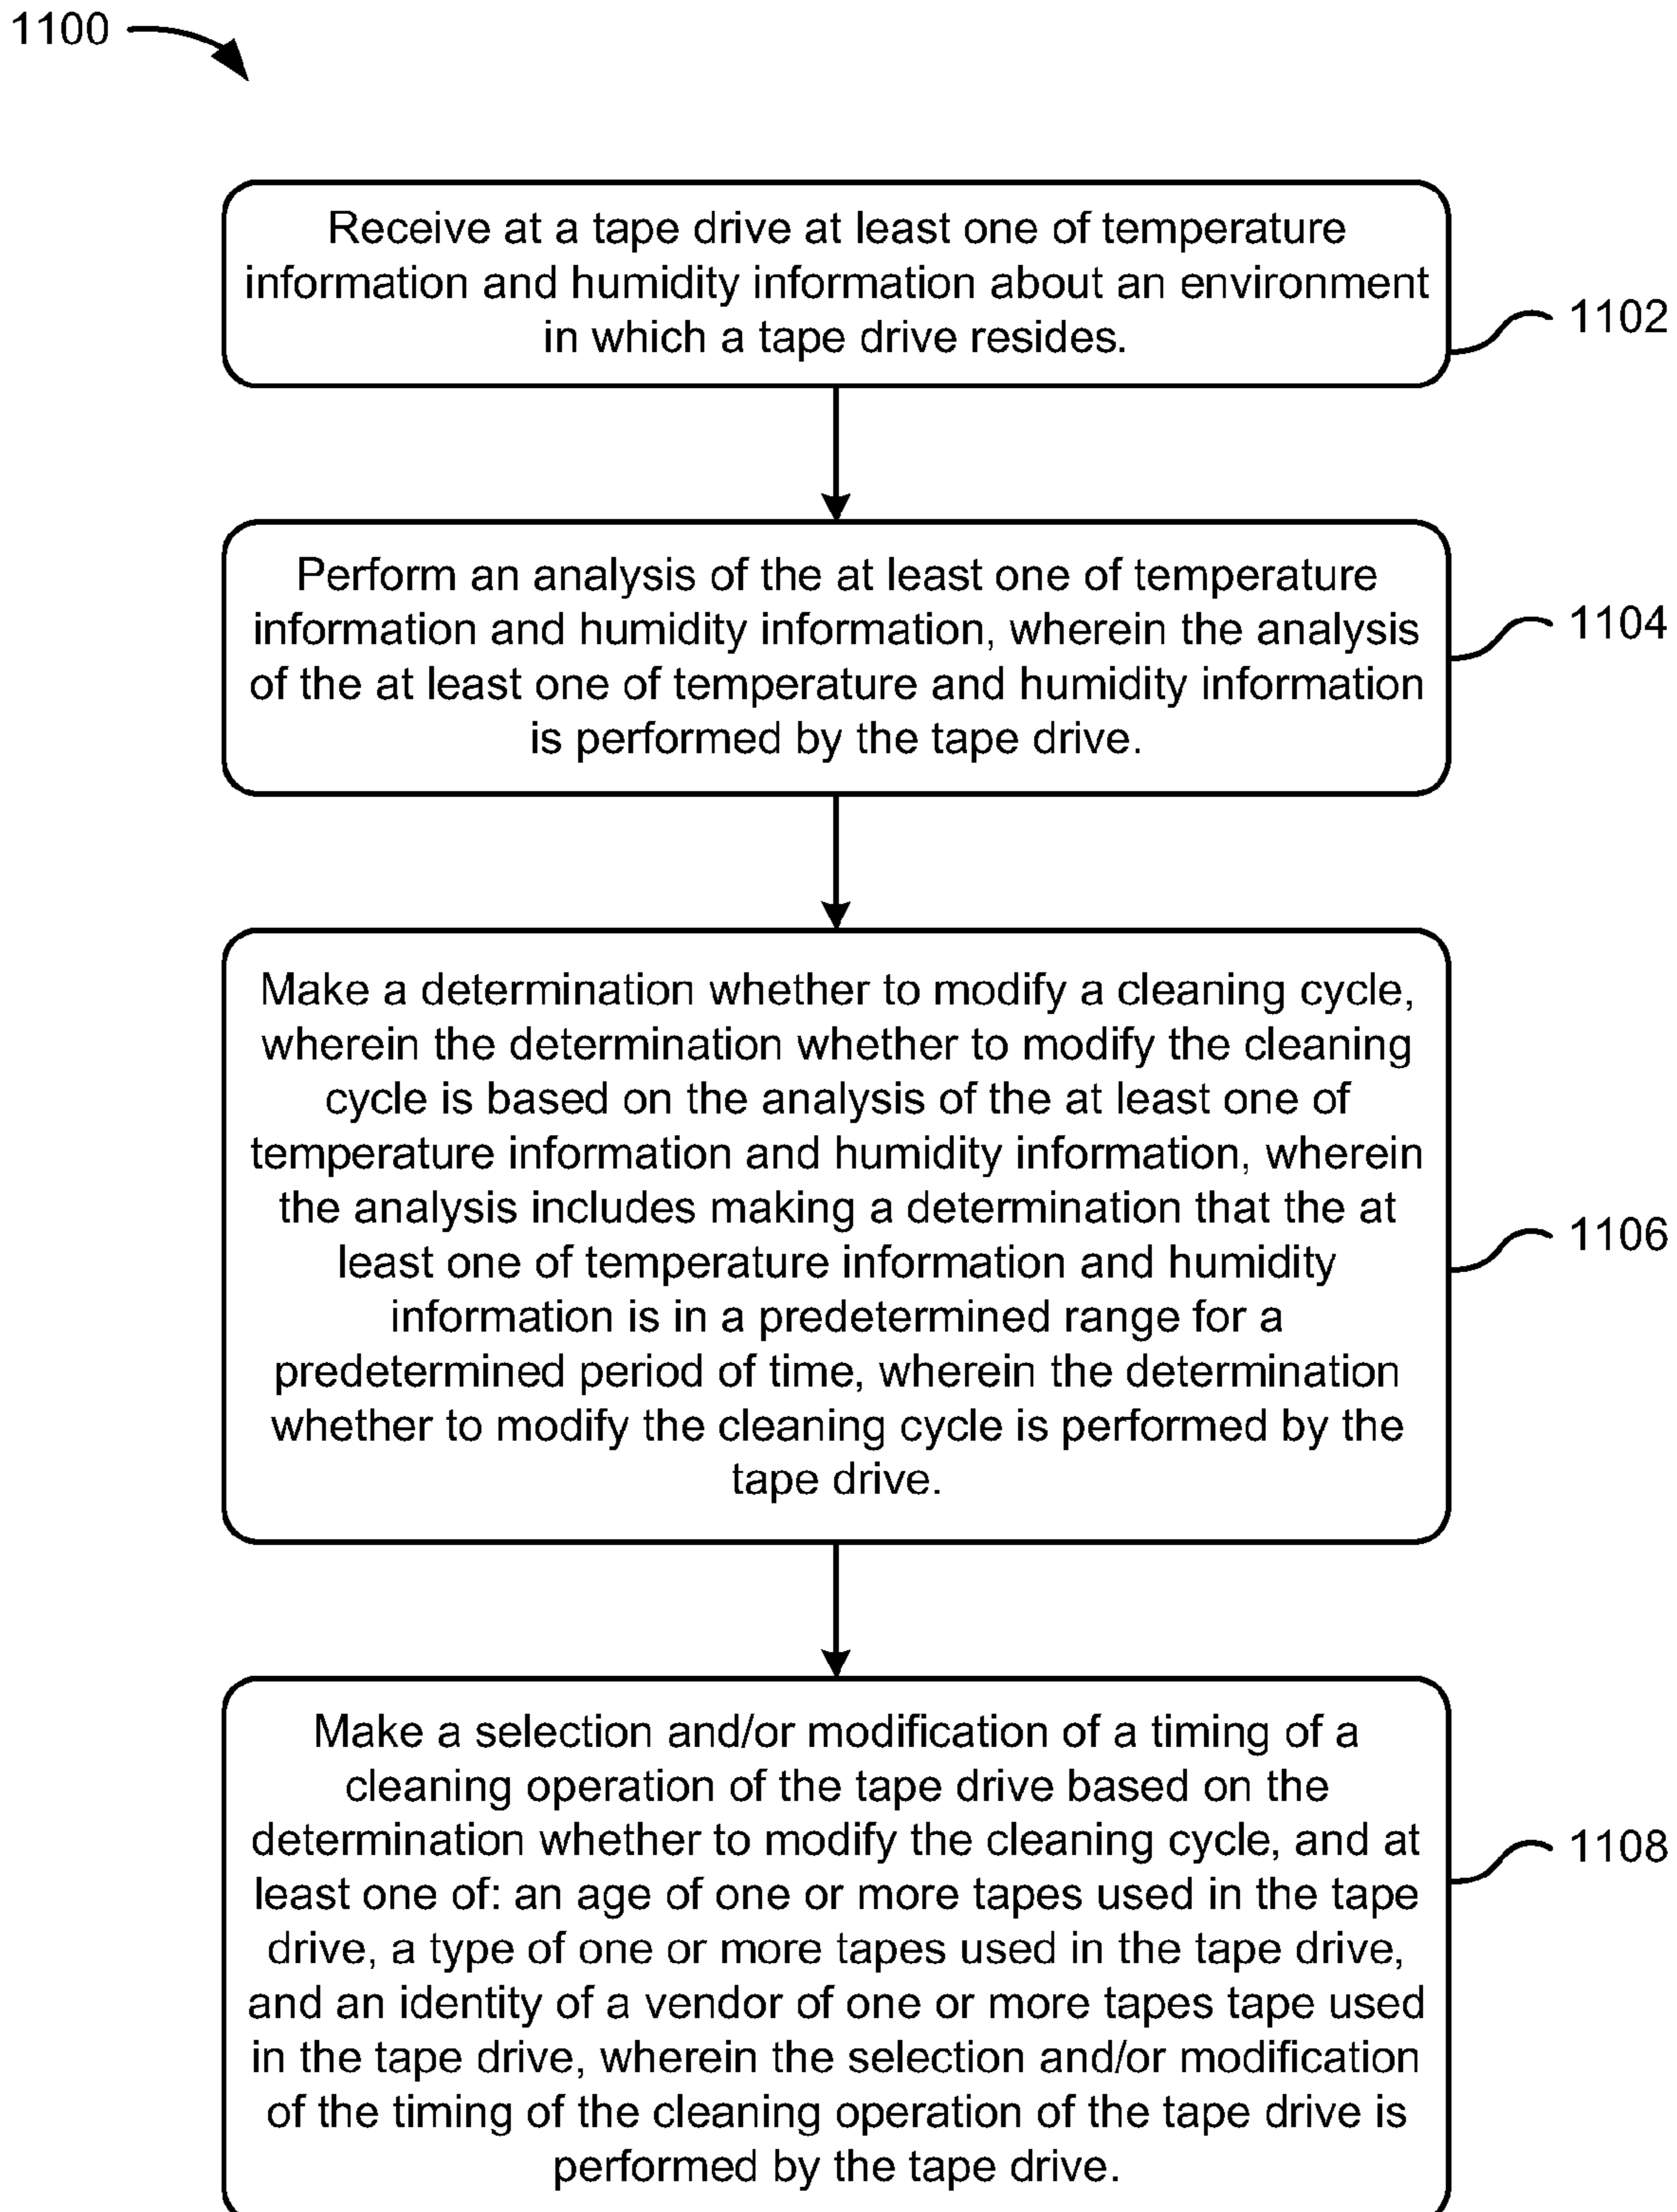 1100
Receive at a tape drive at least one of temperature
information and humidity information about an environment
in which a tape drive resides.
1102
Perform an analysis of the at least one of temperature
information and humidity information, wherein the analysis
of the at least one of temperature and humidity information
is performed by the tape drive.
1104
Make a determination whether to modify a cleaning cycle,
wherein the determination whether to modify the cleaning
cycle is based on the analysis of the at least one of
temperature information and humidity information, wherein
the analysis includes making a determination that the at
least one of temperature information and humidity
information is in a predetermined range for a
predetermined period of time, wherein the determination
whether to modify the cleaning cycle is performed by the
tape drive.
1106
Make a selection and/or modification of a timing of a
cleaning operation of the tape drive based on the
determination whether to modify the cleaning cycle, and at
least one of: an age of one or more tapes used in the tape
drive, a type of one or more tapes used in the tape drive,
and an identity of a vendor of one or more tapes tape used
in the tape drive, wherein the selection and/or modification
of the timing of the cleaning operation of the tape drive is
performed by the tape drive.
1108